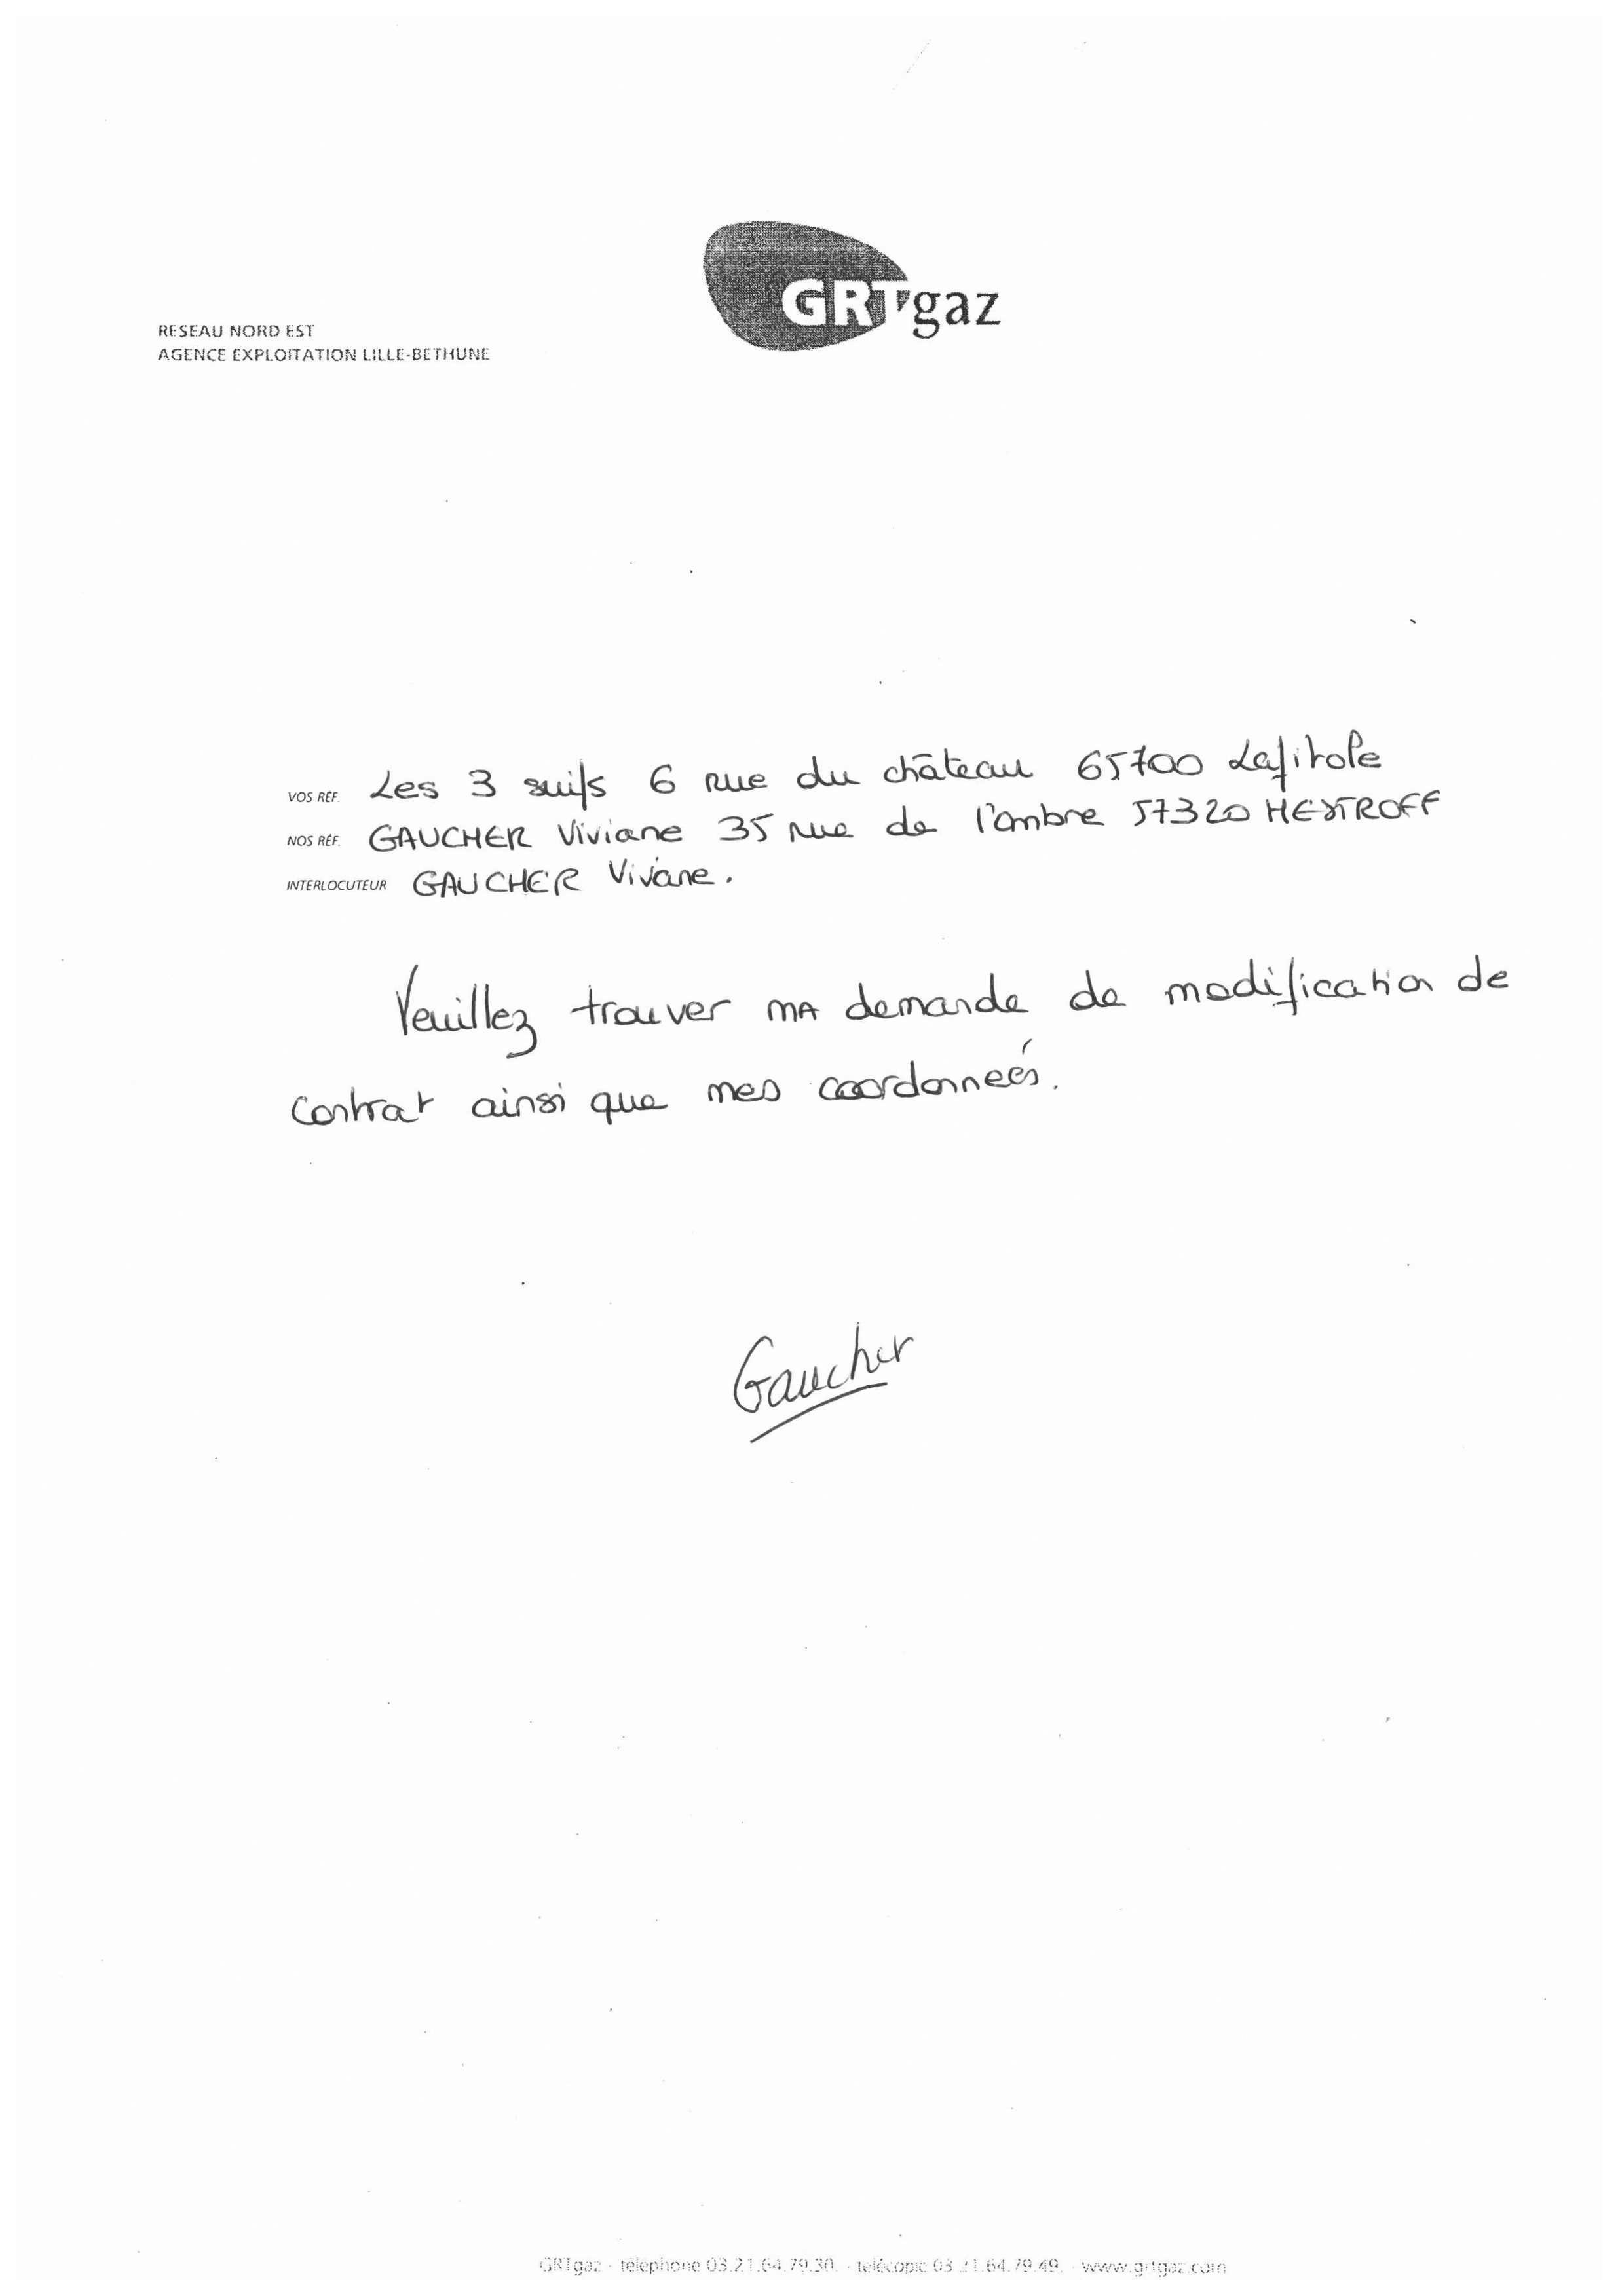 GRTgaz
RESEAU NORD EST
AGENCE EXPLOITATION LILLE-BETHUNE
VOS RÉF. Les 3 suifs 6 rue du château 65700 Lafitole
NOS RÉF. GAUCHER Viviane 35 rue de l'ombre 57320 HESTROFF
INTERLOCUTEUR GAUCHER Viviane.
Veuillez trouver MA demande de modification de
contrat ainsi que mes coordonneés.
Gaucher
GRTgaz - telephone 03.21.64.79.30. - télécopie 03.21.64.79.49. - www.grtgaz.com